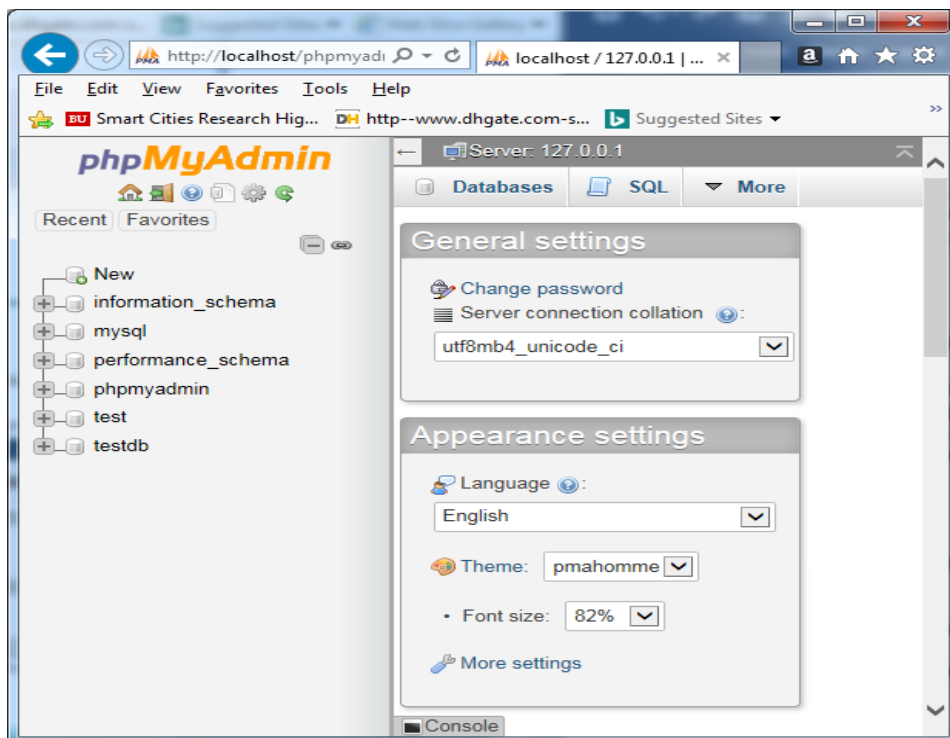 http://localhost/phpmyadı
localhost / 127.0.0.1 | ...
a
File Edit View Favorites Tools Help
BU Smart Cities Research Hig... DH http--www.dhgate.com-s... Suggested Sites
phpMyAdmin
Recent Favorites
New
information_schema
mysql
performance_schema
phpmyadmin
test
testdb
Server: 127.0.0.1
Databases SQL More
General settings
Change password
Server connection collation :
utf8mb4_unicode_ci
Appearance settings
Language :
English
Theme: pmahomme
• Font size: 82%
More settings
Console